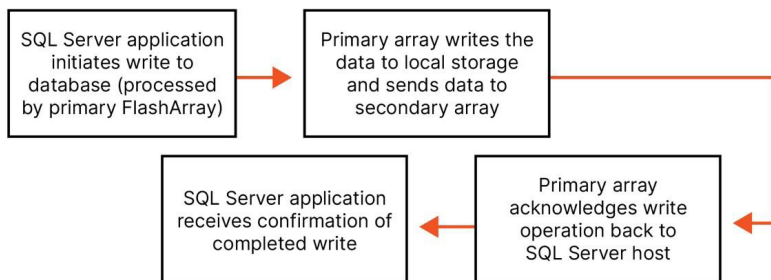 SQL Server application
initiates write to
database (processed
by primary FlashArray)
Primary array writes the
data to local storage
and sends data to
secondary array
Primary array
acknowledges write
operation back to
SQL Server host
SQL Server application
receives confirmation of
completed write